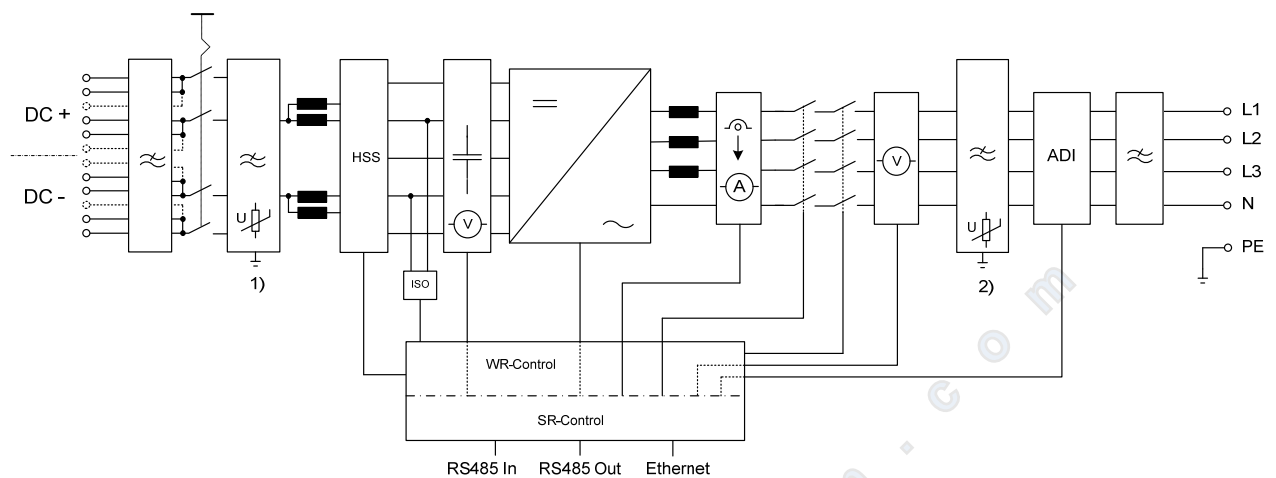 DC +
DC -
U
1)
HSS
ISO
V
A
V
U
2)
ADI
L1
L2
L3
N
PE
WR-Control
SR-Control
RS485 In
RS485 Out
Ethernet